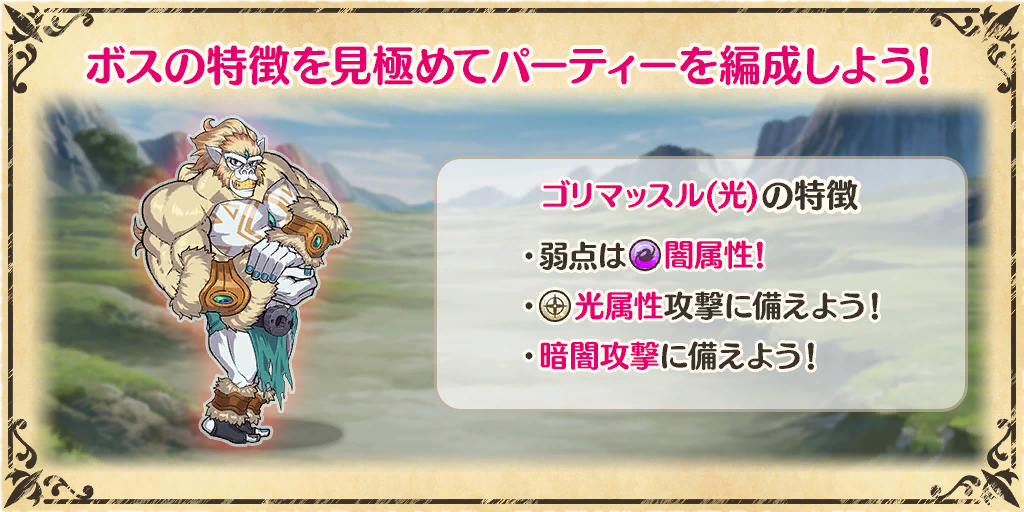 ボスの特徴を見極めてパーティーを編成しよう!
ゴリマッスル(光)の特徴
・弱点は闇属性!
・光属性攻撃に備えよう!
・暗闇攻撃に備えよう!